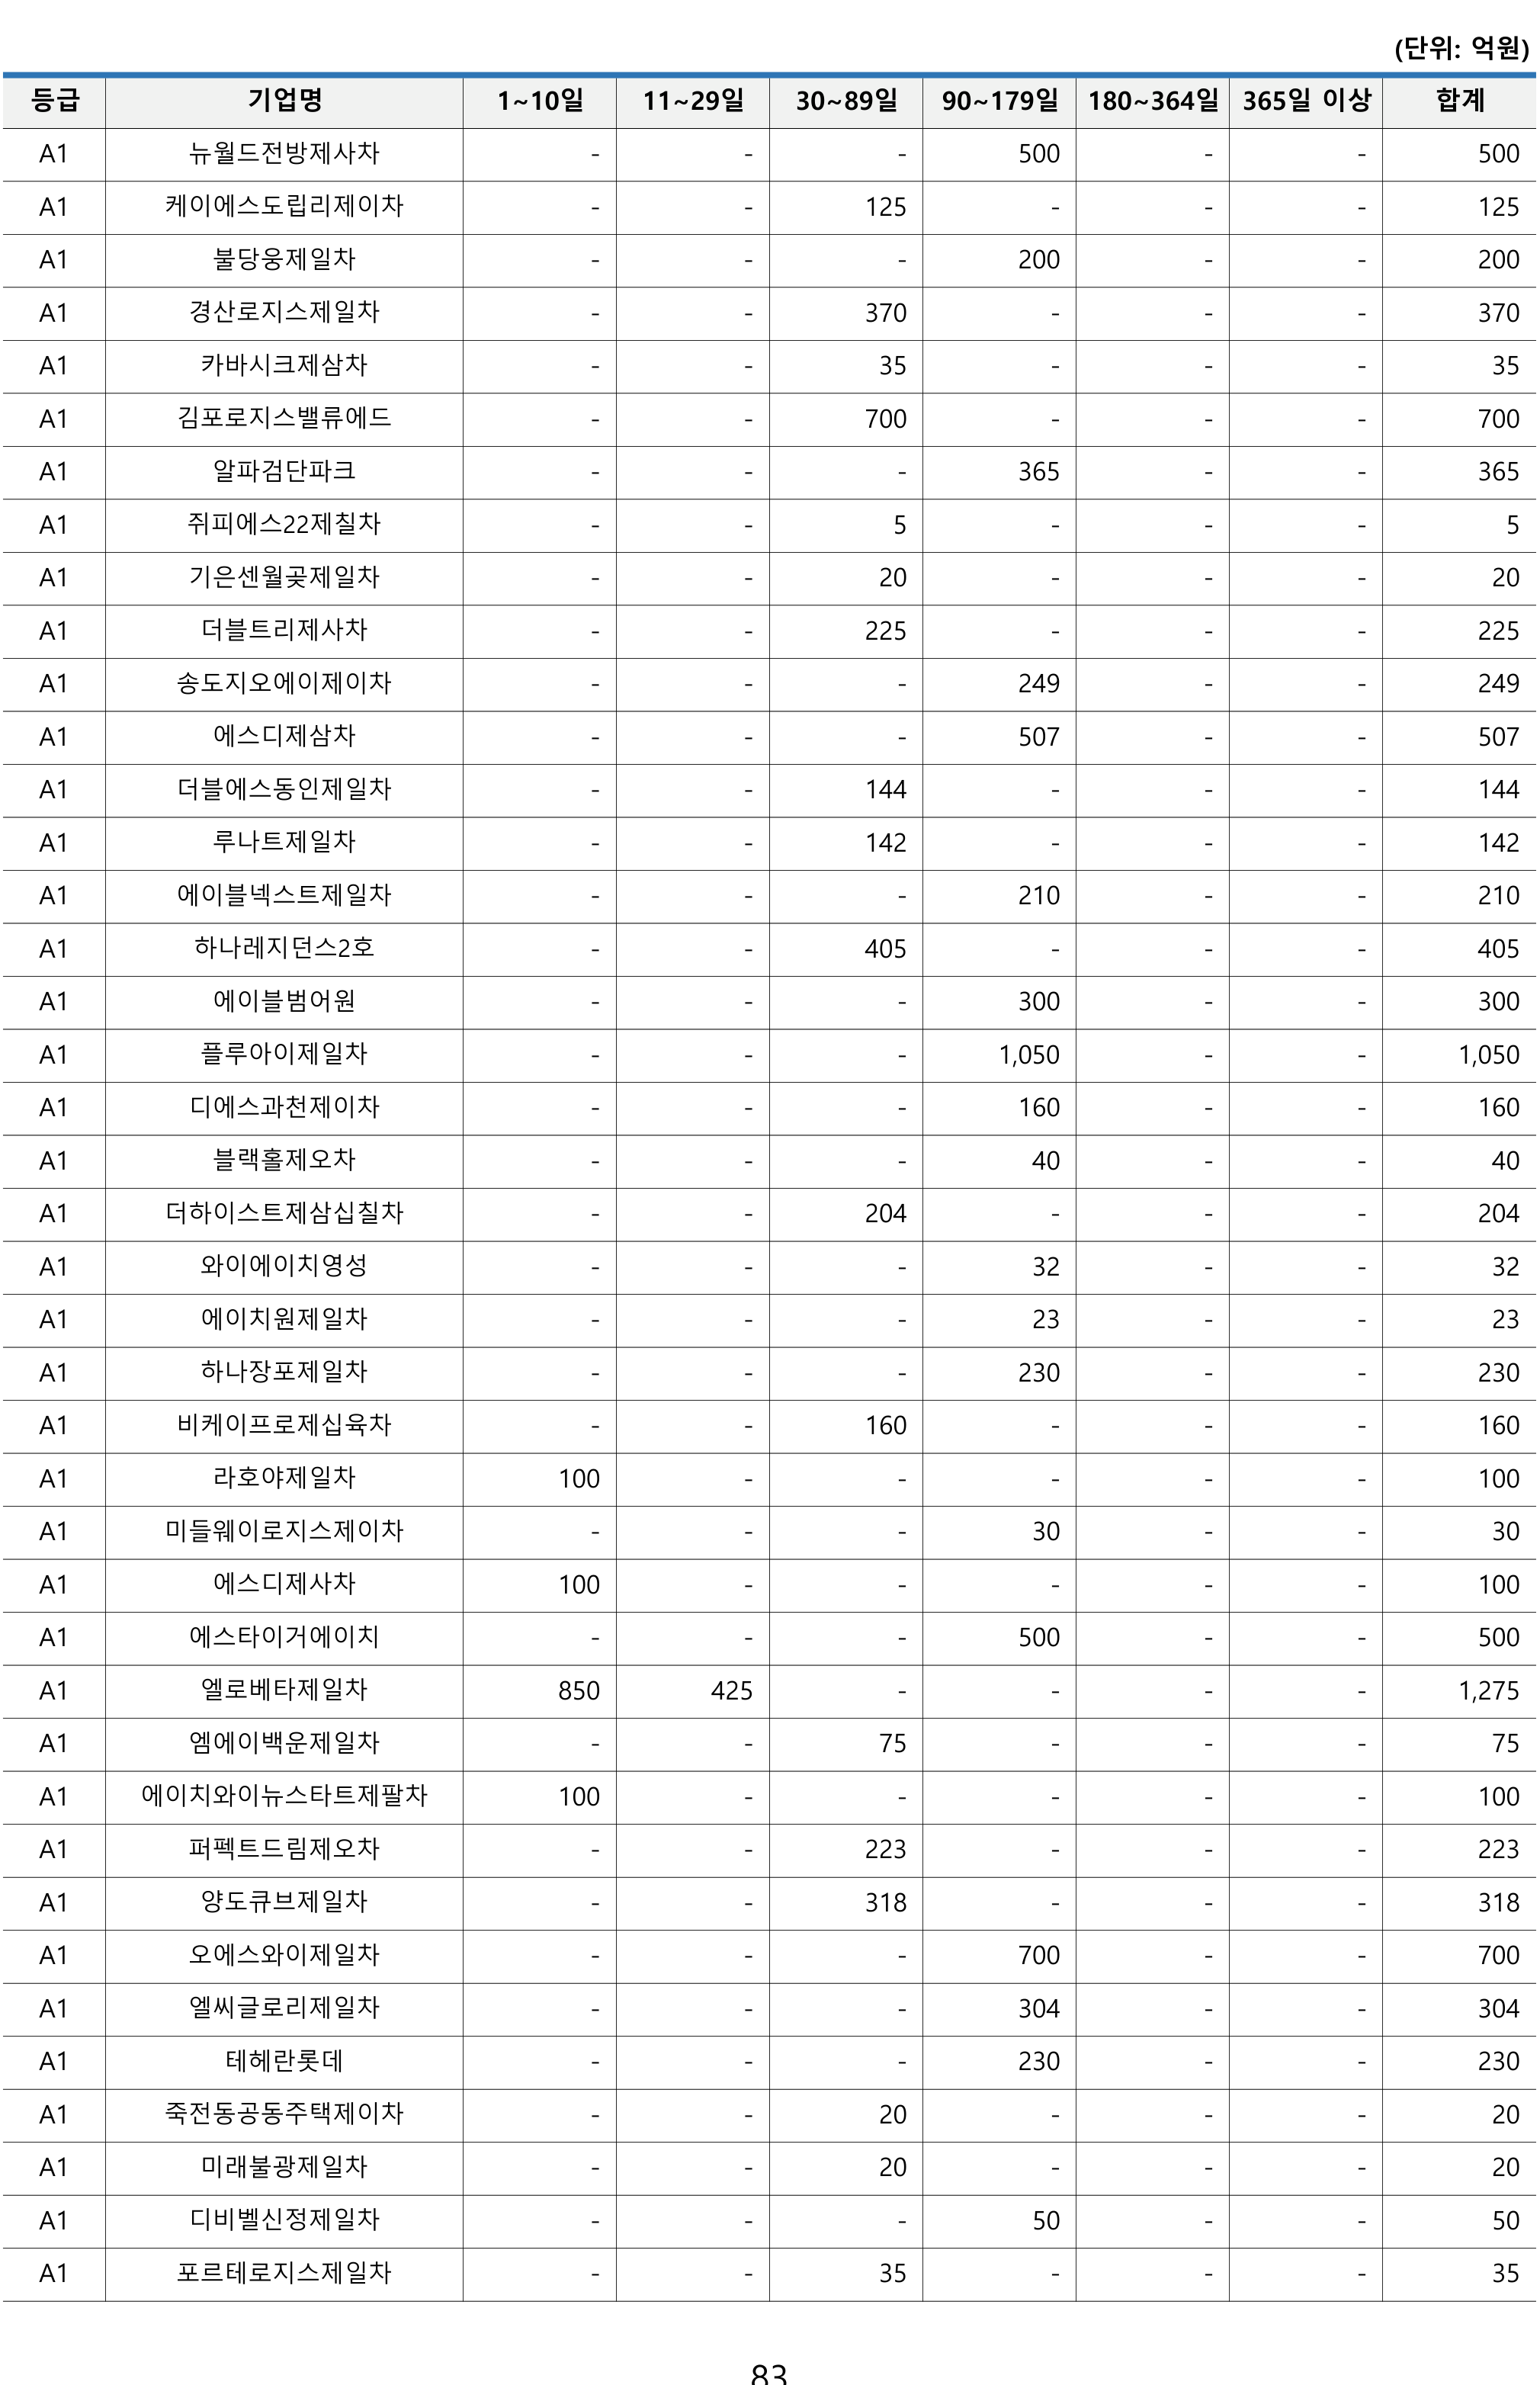 (단위: 억원)
등급 기업명 1~10일 11~29일 30~89일 90~179일 180~364일 365일 이상 합계
A1 뉴월드전방제사차 - - - 500 - - 500
A1 케이에스도립리제이차 - - 125 - - - 125
A1 불당웅제일차 - - - 200 - - 200
A1 경산로지스제일차 - - 370 - - - 370
A1 카바시크제삼차 - - 35 - - - 35
A1 김포로지스밸류에드 - - 700 - - - 700
A1 알파검단파크 - - - 365 - - 365
A1 쥐피에스22제칠차 - - 5 - - - 5
A1 기은센월곶제일차 - - 20 - - - 20
A1 더블트리제사차 - - 225 - - - 225
A1 송도지오에이제이차 - - - 249 - - 249
A1 에스디제삼차 - - - 507 - - 507
A1 더블에스동인제일차 - - 144 - - - 144
A1 루나트제일차 - - 142 - - - 142
A1 에이블넥스트제일차 - - - 210 - - 210
A1 하나레지던스2호 - - 405 - - - 405
A1 에이블범어원 - - - 300 - - 300
A1 플루아이제일차 - - - 1,050 - - 1,050
A1 디에스과천제이차 - - - 160 - - 160
A1 블랙홀제오차 - - - 40 - - 40
A1 더하이스트제삼십칠차 - - 204 - - - 204
A1 와이에이치영성 - - - 32 - - 32
A1 에이치원제일차 - - - 23 - - 23
A1 하나장포제일차 - - - 230 - - 230
A1 비케이프로제십육차 - - 160 - - - 160
A1 라호야제일차 100 - - - - - 100
A1 미들웨이로지스제이차 - - - 30 - - 30
A1 에스디제사차 100 - - - - - 100
A1 에스타이거에이치 - - - 500 - - 500
A1 엘로베타제일차 850 425 - - - - 1,275
A1 엠에이백운제일차 - - 75 - - - 75
A1 에이치와이뉴스타트제팔차 100 - - - - - 100
A1 퍼펙트드림제오차 - - 223 - - - 223
A1 양도큐브제일차 - - 318 - - - 318
A1 오에스와이제일차 - - - 700 - - 700
A1 엘씨글로리제일차 - - - 304 - - 304
A1 테헤란롯데 - - - 230 - - 230
A1 죽전동공동주택제이차 - - 20 - - - 20
A1 미래불광제일차 - - 20 - - - 20
A1 디비벨신정제일차 - - - 50 - - 50
A1 포르테로지스제일차 - - 35 - - - 35
83